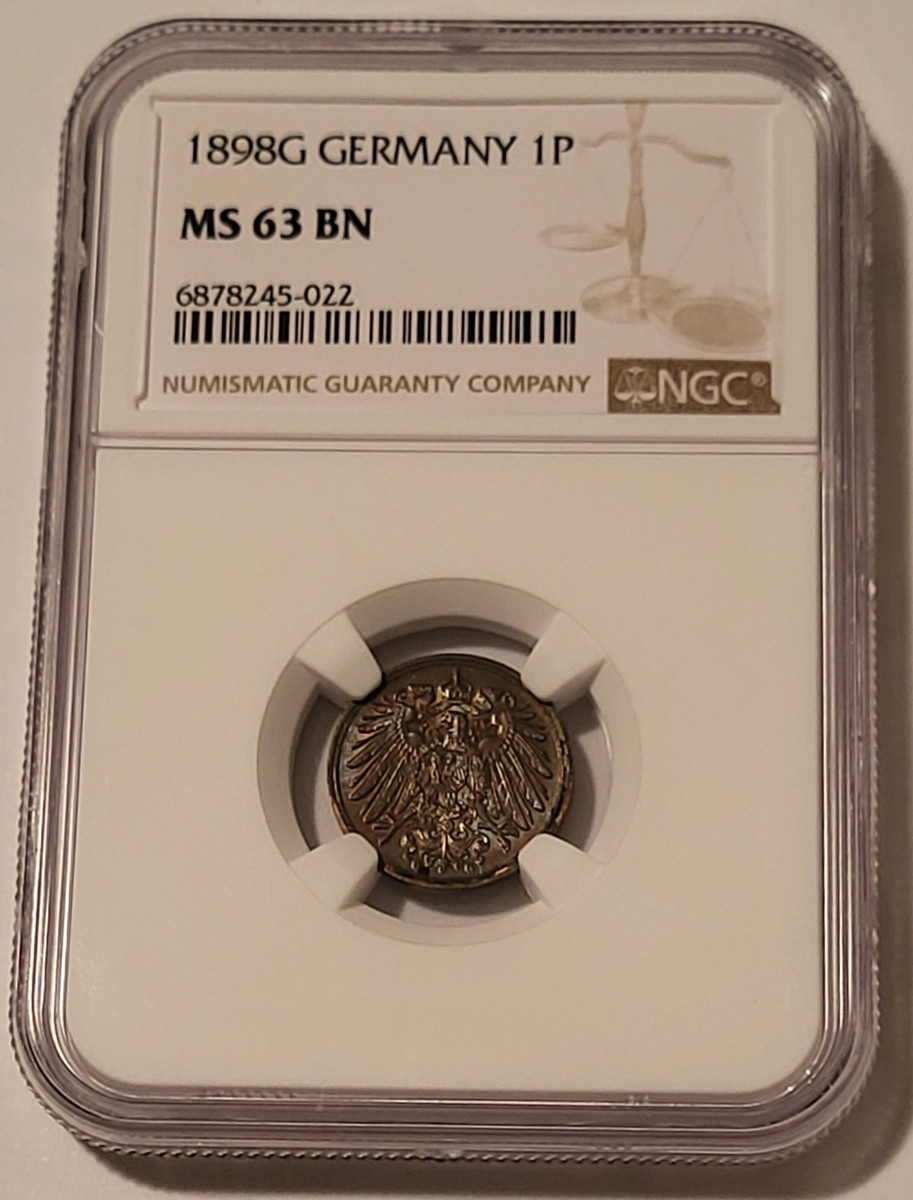 1898G GERMANY 1P
MS 63 BN
6878245-022
NUMISMATIC GUARANTY COMPANY NGC®